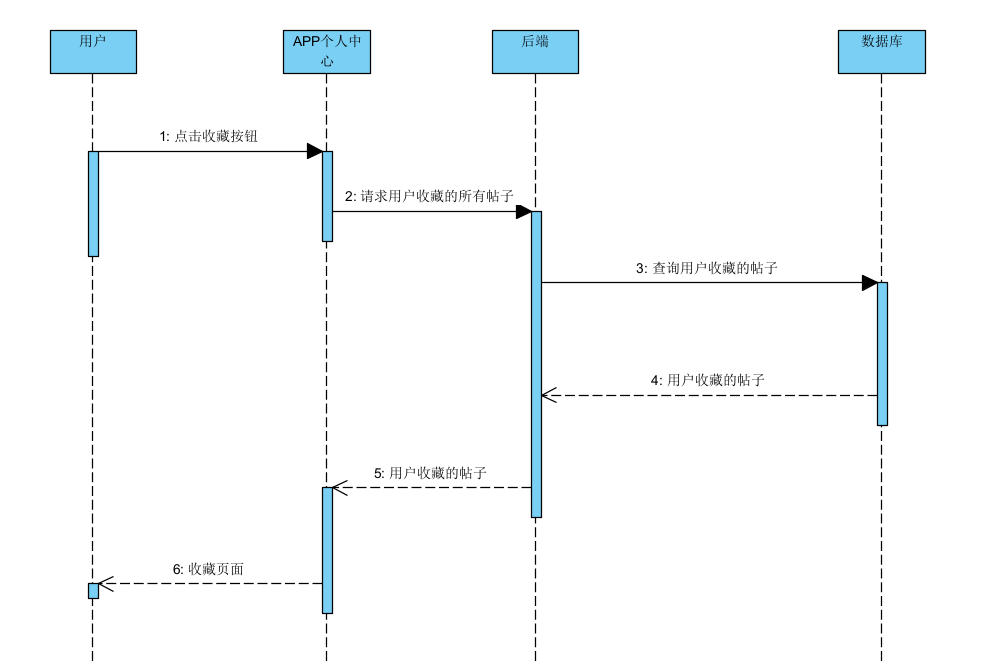 用户
APP个人中
心
后端
数据库
1: 点击收藏按钮
2: 请求用户收藏的所有帖子
3: 查询用户收藏的帖子
4: 用户收藏的帖子
5: 用户收藏的帖子
6: 收藏页面